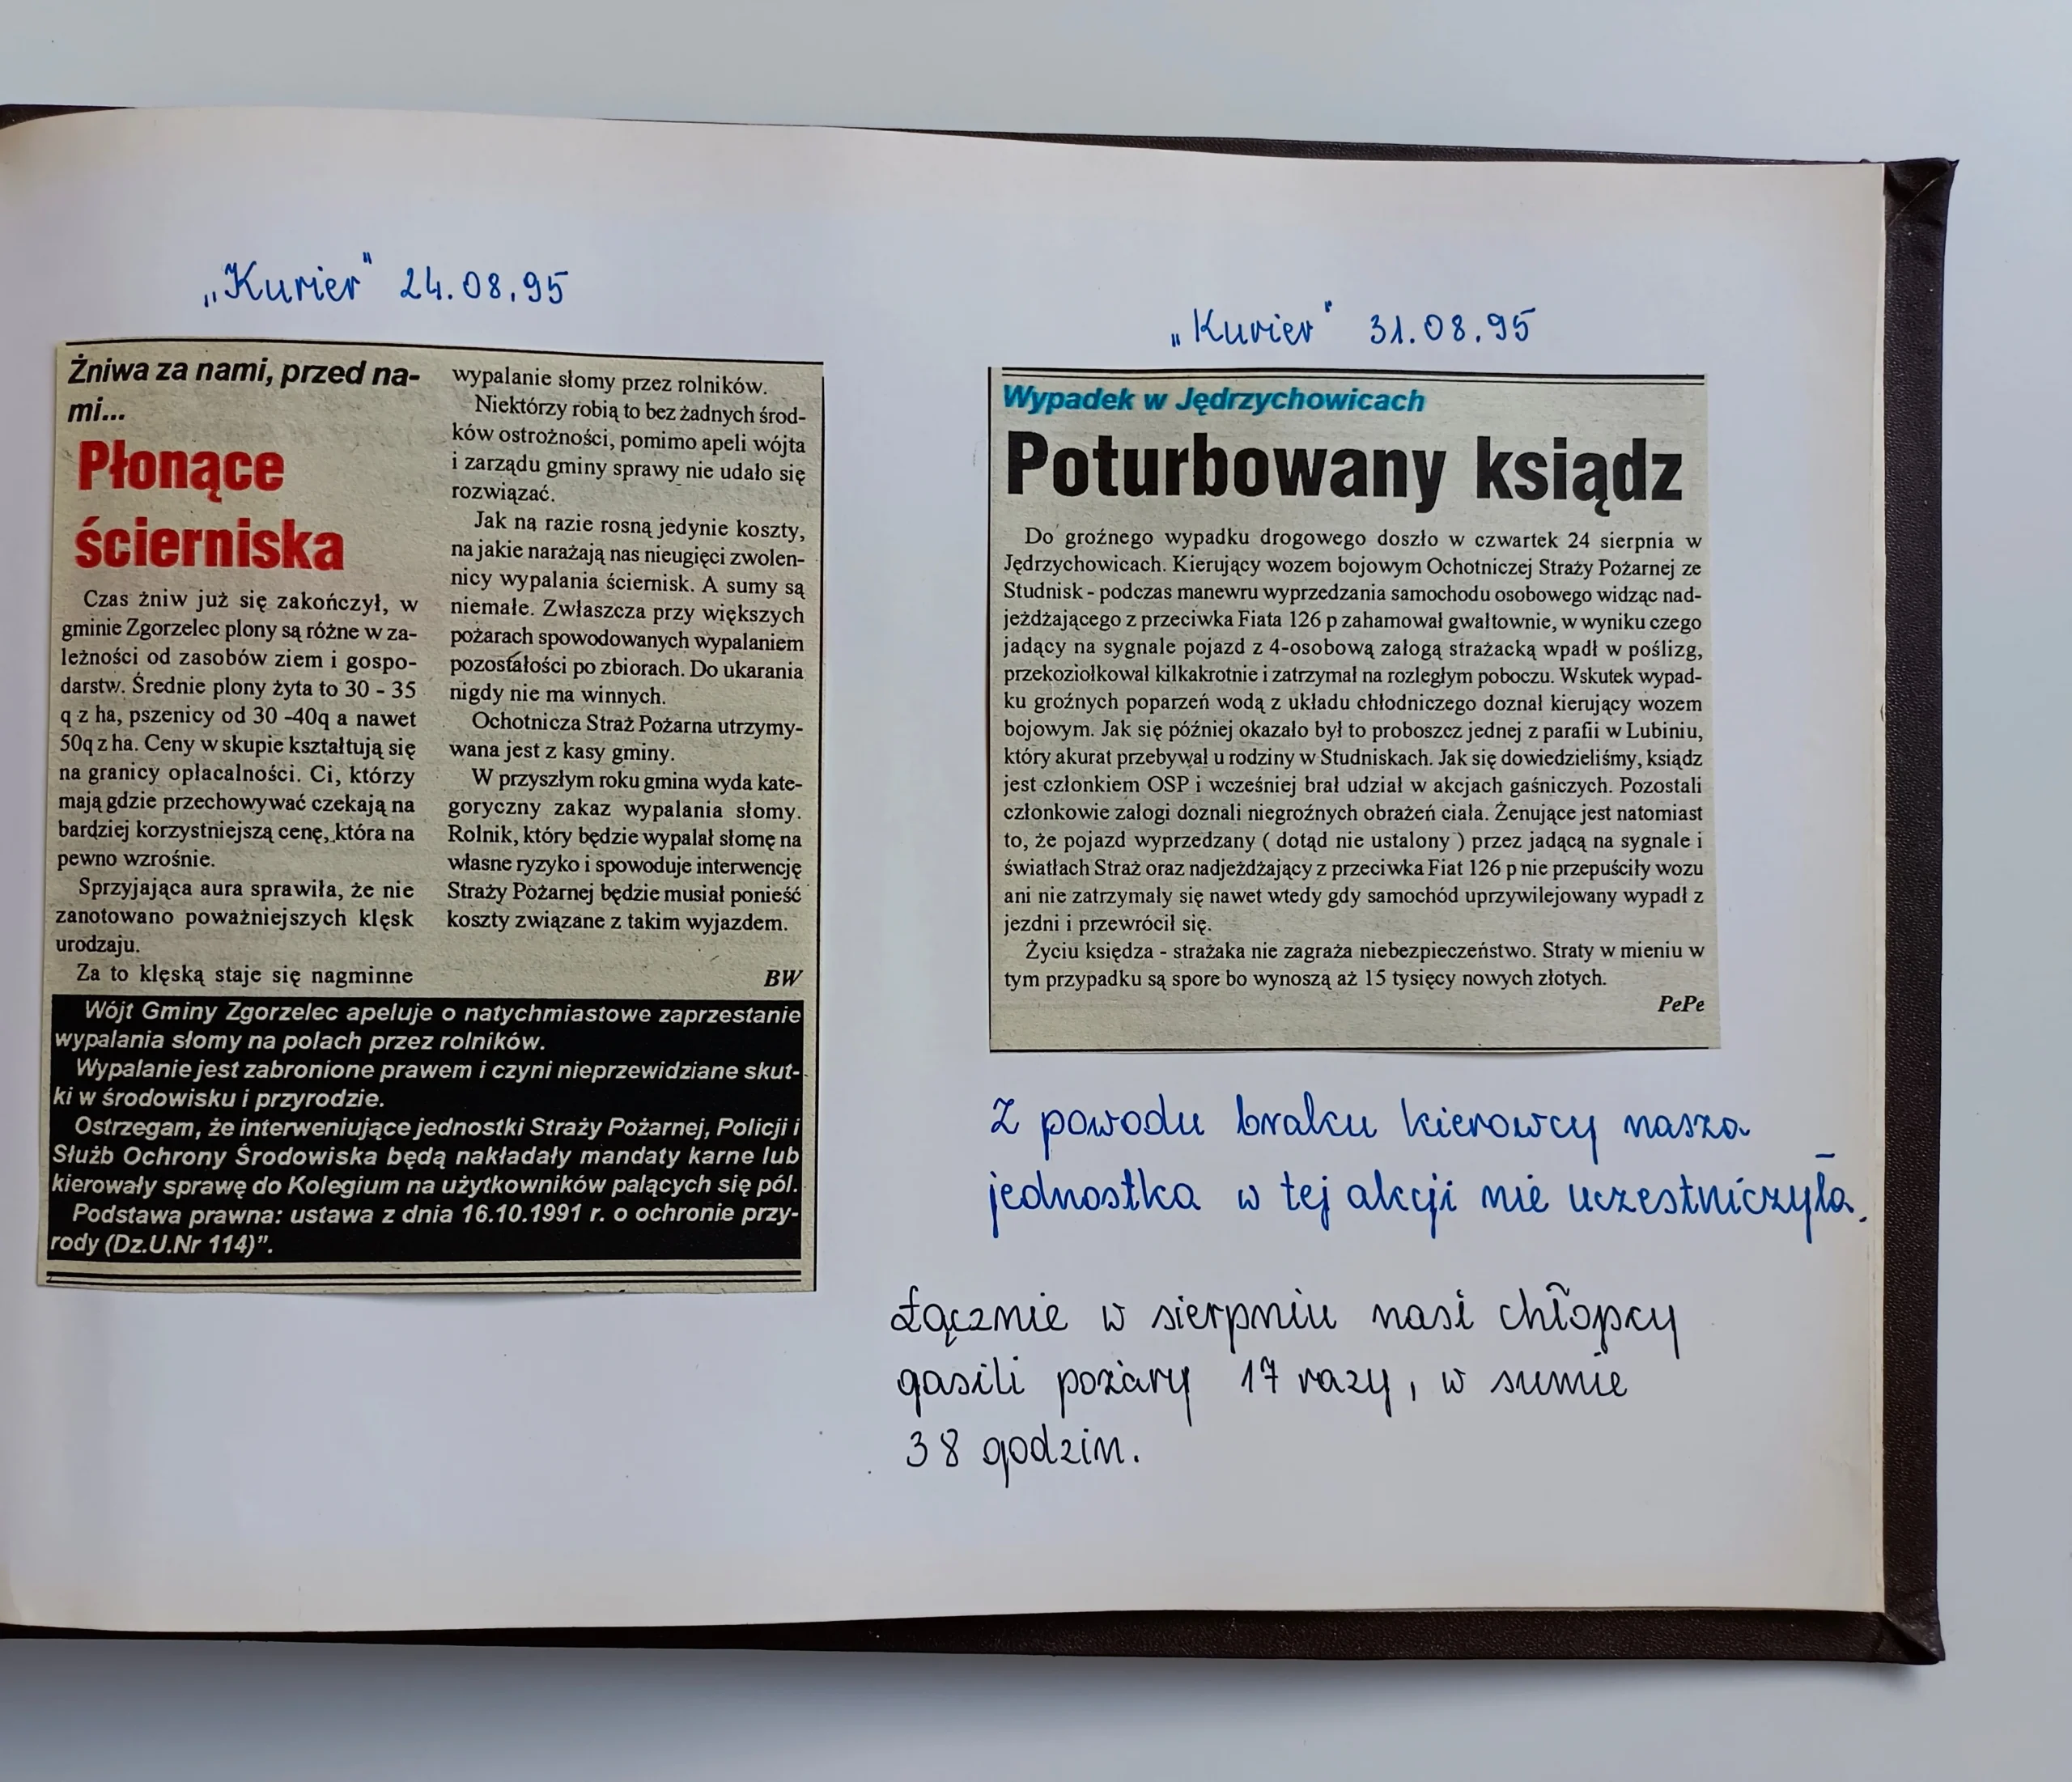 „Kurier" 24.08.95
Żniwa za nami, przed na-
mi...
Płonące
ścierniska
Czas żniw już się zakończył, w
gminie Zgorzelec plony są różne w za-
leżności od zasobów ziem i gospo-
darstw. Średnie plony żyta to 30 - 35
q z ha, pszenicy od 30 -40q a nawet
50q z ha. Ceny w skupie kształtują się
na granicy opłacalności. Ci, którzy
mają gdzie przechowywać czekają na
bardziej korzystniejszą cenę, która na
pewno wzrośnie.
Sprzyjająca aura sprawiła, że nie
zanotowano poważniejszych klęsk
urodzaju.
Za to klęską staje się nagminne
wypalanie słomy przez rolników.
Niektórzy robią to bez żadnych środ-
ków ostrożności, pomimo apeli wójta
i zarządu gminy sprawy nie udało się
rozwiązać.
Jak na razie rosną jedynie koszty,
na jakie narażają nas nieugięci zwolen-
nicy wypalania ściernisk. A sumy są
niemałe. Zwłaszcza przy większych
pożarach spowodowanych wypalaniem
pozostałości po zbiorach. Do ukarania
nigdy nie ma winnych.
Ochotnicza Straż Pożarna utrzymy-
wana jest z kasy gminy.
W przyszłym roku gmina wyda kate-
goryczny zakaz wypalania słomy.
Rolnik, który będzie wypalał słomę na
własne ryzyko i spowoduje interwencję
Straży Pożarnej będzie musiał ponieść
koszty związane z takim wyjazdem.
BW
Wójt Gminy Zgorzelec apeluje o natychmiastowe zaprzestanie
wypalania słomy na polach przez rolników.
Wypalanie jest zabronione prawem i czyni nieprzewidziane skut-
ki w środowisku i przyrodzie.
Ostrzegam, że interweniujące jednostki Straży Pożarnej, Policji i
Służb Ochrony Środowiska będą nakładały mandaty karne lub
kierowały sprawę do Kolegium na użytkowników palących się pól.
Podstawa prawna: ustawa z dnia 16.10.1991 r. o ochronie przy-
rody (Dz.U.Nr 114)”.
„Kurier" 31.08.95
Wypadek w Jędrzychowicach
Poturbowany ksiądz
Do groźnego wypadku drogowego doszło w czwartek 24 sierpnia w
Jędrzychowicach. Kierujący wozem bojowym Ochotniczej Straży Pożarnej ze
Studnisk - podczas manewru wyprzedzania samochodu osobowego widząc nad-
jeżdżającego z przeciwka Fiata 126 p zahamował gwałtownie, w wyniku czego
jadący na sygnale pojazd z 4-osobową załogą strażacką wpadł w poślizg,
przekoziołkował kilkakrotnie i zatrzymał na rozległym poboczu. Wskutek wypad-
ku groźnych poparzeń wodą z układu chłodniczego doznał kierujący wozem
bojowym. Jak się później okazało był to proboszcz jednej z parafii w Lubiniu,
który akurat przebywał u rodziny w Studniskach. Jak się dowiedzieliśmy, ksiądz
jest członkiem OSP i wcześniej brał udział w akcjach gaśniczych. Pozostali
członkowie załogi doznali niegroźnych obrażeń ciała. Żenujące jest natomiast
to, że pojazd wyprzedzany ( dotąd nie ustalony ) przez jadącą na sygnale i
światłach Straż oraz nadjeżdżający z przeciwka Fiat 126 p nie przepuściły wozu
ani nie zatrzymały się nawet wtedy gdy samochód uprzywilejowany wypadł z
jezdni i przewrócił się.
Życiu księdza - strażaka nie zagraża niebezpieczeństwo. Straty w mieniu w
tym przypadku są spore bo wynoszą aż 15 tysięcy nowych złotych.
PePe
Z powodu braku kierowcy nasza
jednostka w tej akcji nie uczestniczyła.
Łącznie w sierpniu nasi chłopcy
gasili pożary 17 razy, w sumie
38 godzin.